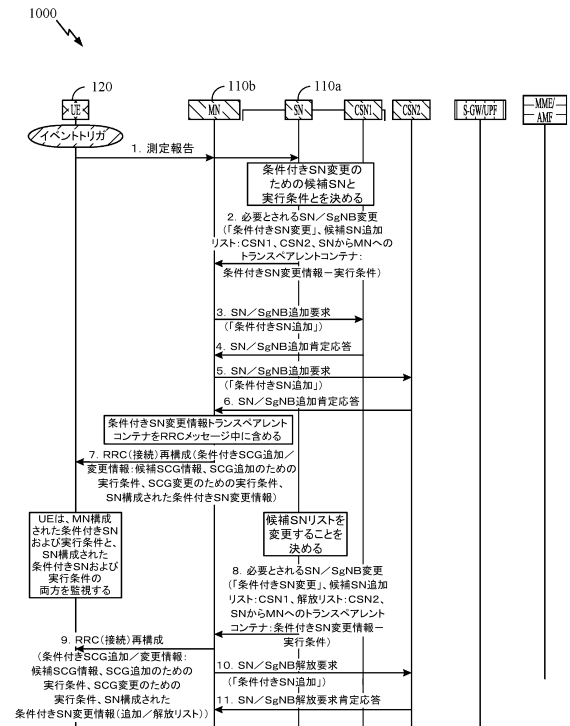 1000
120
110b
110a
UE
MN
SN
CSN1
CSN2
S-GW/UPF
MME/
AMF
イベントトリガ
1. 測定報告
条件付きSN変更の
ための候補SNと
実行条件とを決める
2. 必要とされるSN/SgNB変更
(「条件付きSN変更」、候補SN追加
リスト:CSN1、CSN2、SNからMNへの
トランスペアレントコンテナ:
条件付きSN変更情報ー実行条件)
3. SN/SgNB追加要求
(「条件付きSN追加」)
4. SN/SgNB追加肯定応答
5. SN/SgNB追加要求
(「条件付きSN追加」)
6. SN/SgNB追加肯定応答
条件付きSN変更情報トランスペアレント
コンテナをRRCメッセージ中に含める
7. RRC(接続)再構成(条件付きSCG追加/
変更情報:候補SCG情報、SCG追加のための
実行条件、SCG変更のための実行条件、
SN構成された条件付きSN変更情報)
UEは、MN構成
された条件付きSN
および実行条件と、
SN構成された
条件付きSNおよび
実行条件の
両方を監視する
候補SNリストを
変更することを
決める
8. 必要とされるSN/SgNB変更
(「条件付きSN変更」、候補SN追加
リスト:CSN1、解放リスト:CSN2、
SNからMNへのトランスペアレント
コンテナ:条件付きSN変更情報ー
実行条件)
9. RRC(接続)再構成
(条件付きSCG追加/変更情報:
候補SCG情報、SCG追加のための
実行条件、SCG変更のための
実行条件、SN構成された
条件付きSN変更情報(追加/解放リスト))
10. SN/SgNB解放要求
(「条件付きSN追加」)
11. SN/SgNB解放要求肯定応答